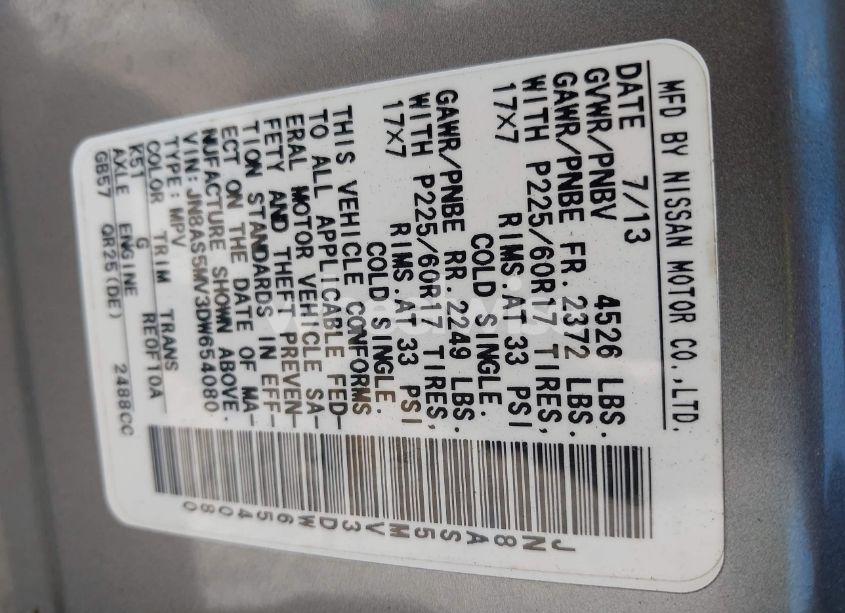 MFD BY NISSAN MOTOR CO.,LTD.
DATE 7/13
GVWR/PNBV 4526 LBS.
GAWR/PNBE FR. 2372 LBS.
WITH P225/60R17 TIRES,
17X7 RIMS AT 33 PSI
COLD SINGLE.
GAWR/PNBE RR. 2249 LBS.
WITH P225/60R17 TIRES,
17X7 RIMS.AT 33 PSI
COLD SINGLE.
THIS VEHICLE CONFORMS
TO ALL APPLICABLE FED-
ERAL MOTOR VEHICLE SA-
FETY AND THEFT PREVEN-
TION STANDARDS IN EFF-
ECT ON THE DATE OF MA-
NUFACTURE SHOWN ABOVE.
VIN:JN8AS5MV3DW654080
TYPE:MPV
COLOR TRIM TRANS
K51 G RE0F10A
AXLE ENGINE
GB57 QR25(DE) 2488CC
JN8AS5MV3DW654080